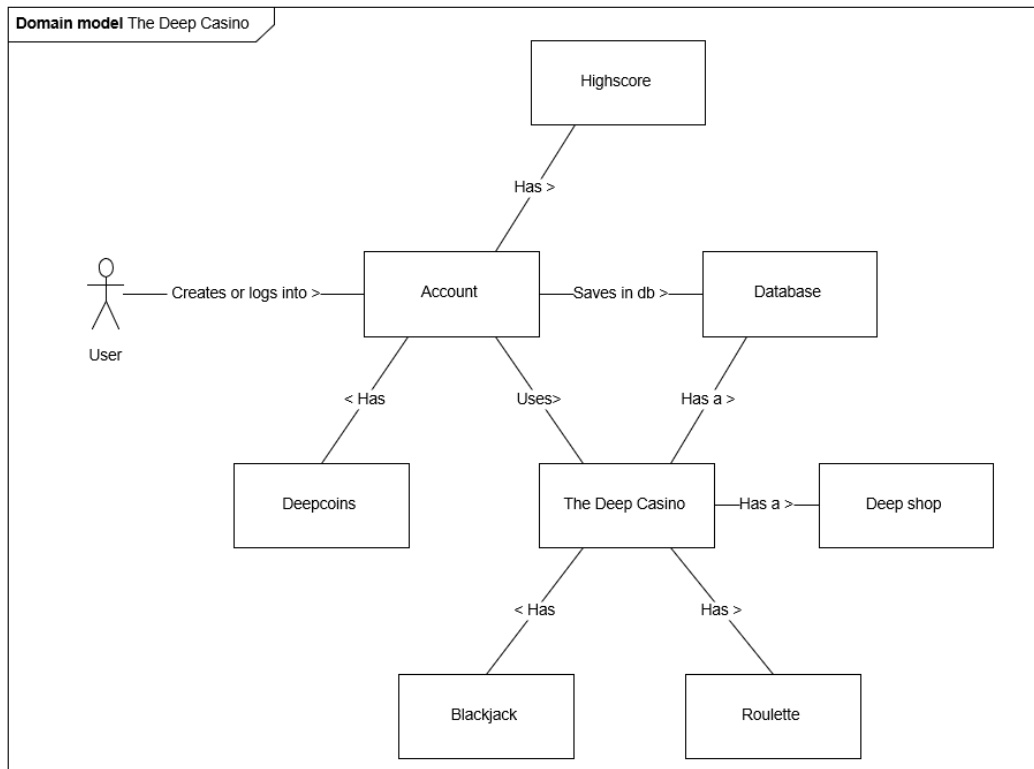 Domain model The Deep Casino
Highscore
Has >
Creates or logs into >
Account
Saves in db >
Database
User
< Has
Uses>
Has a >
Deepcoins
The Deep Casino
Has a >
Deep shop
< Has
Has >
Blackjack
Roulette